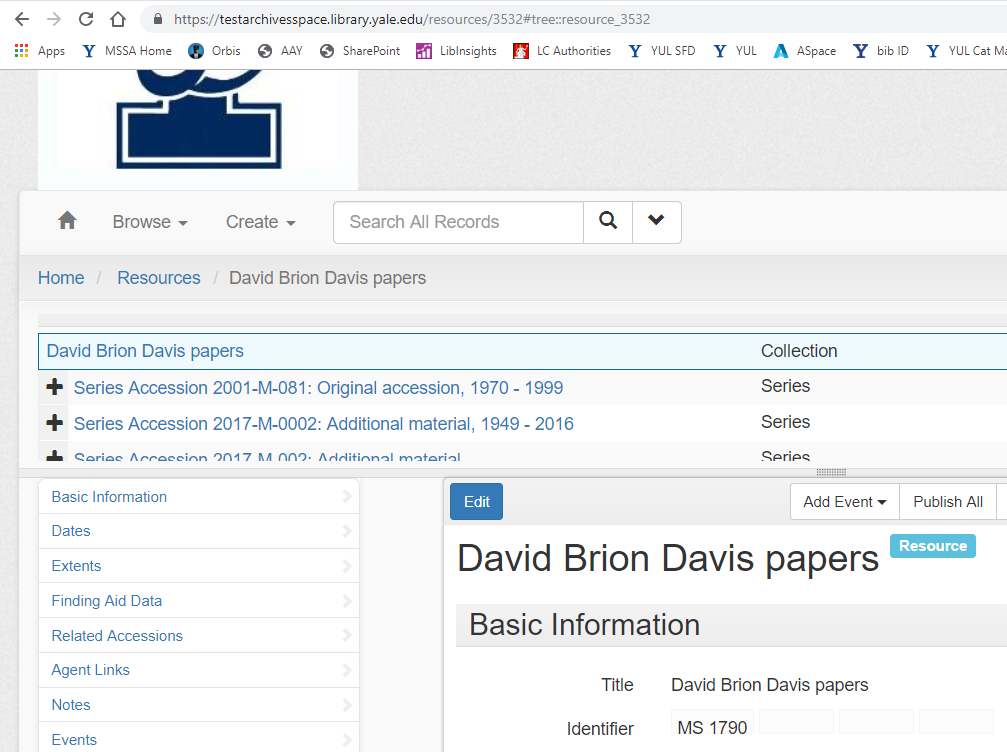 https://testarchivesspace.library.yale.edu/resources/3532#tree::resource_3532
Apps MSSA Home Orbis AAY SharePoint LibInsights LC Authorities YUL SFD YUL ASpace bib ID YUL Cat
Browse Create Search All Records
Home / Resources / David Brion Davis papers
David Brion Davis papers Collection
Series Accession 2001-M-081: Original accession, 1970 - 1999 Series
Series Accession 2017-M-0002: Additional material, 1949 - 2016 Series
Series Accession 2017-M-002: Additional material Series
Basic Information
Dates
Extents
Finding Aid Data
Related Accessions
Agent Links
Notes
Events
Edit Add Event Publish All
David Brion Davis papers Resource
Basic Information
Title David Brion Davis papers
Identifier MS 1790